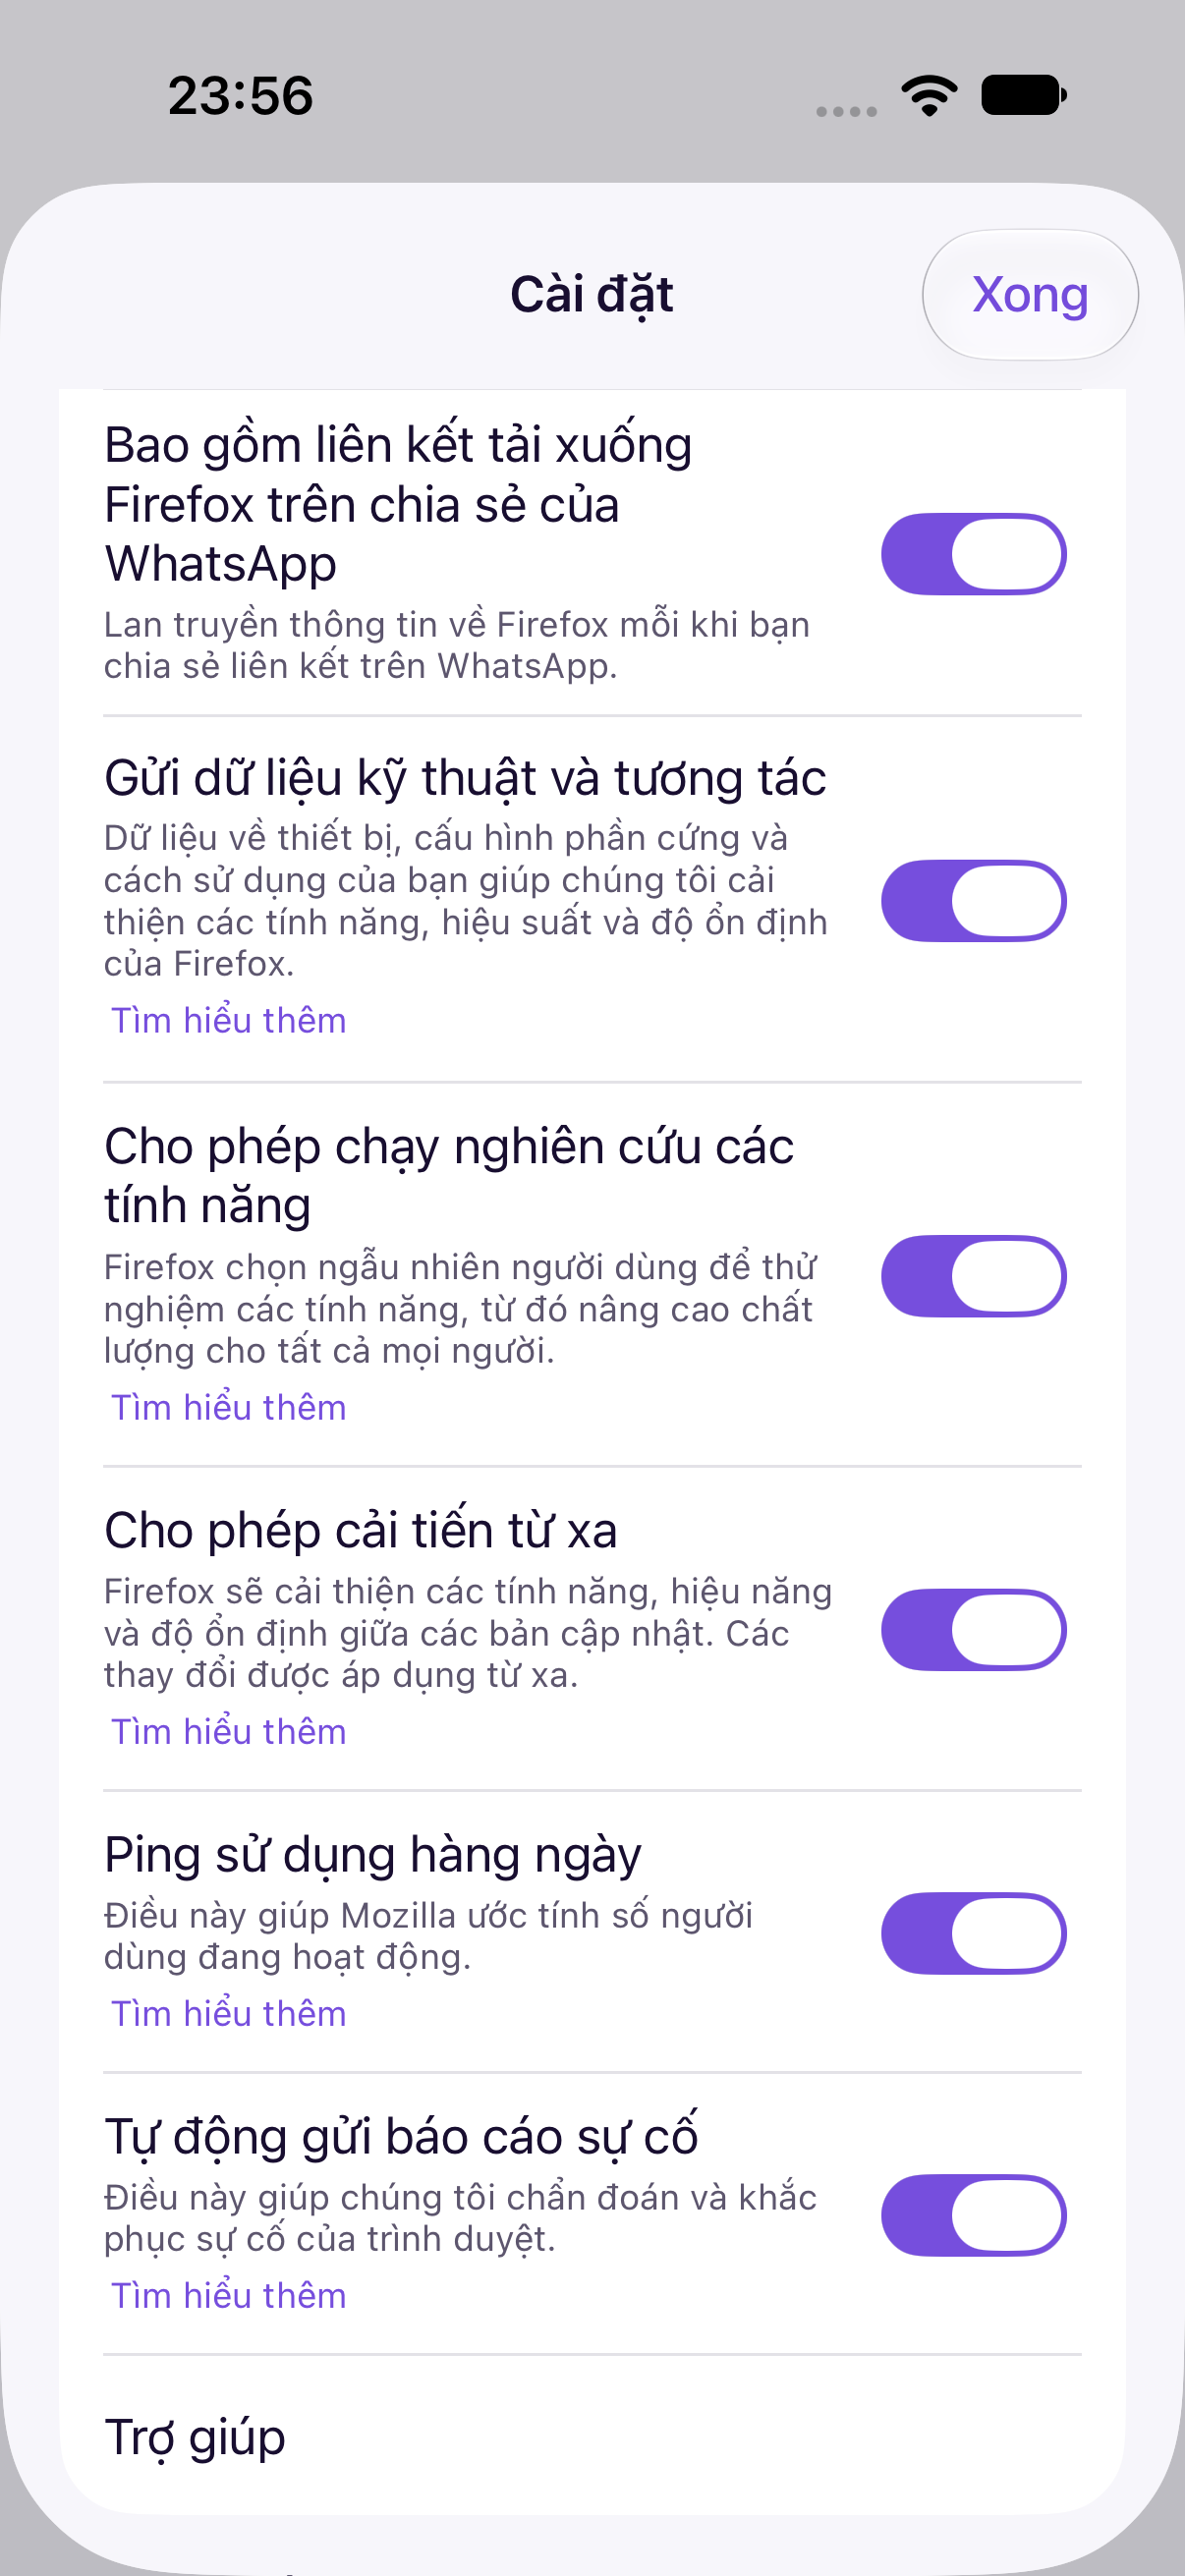 23:56
Cài đặt
Xong
Bao gồm liên kết tải xuống
Firefox trên chia sẻ của
WhatsApp
Lan truyền thông tin về Firefox mỗi khi bạn
chia sẻ liên kết trên WhatsApp.
Gửi dữ liệu kỹ thuật và tương tác
Dữ liệu về thiết bị, cấu hình phần cứng và
cách sử dụng của bạn giúp chúng tôi cải
thiện các tính năng, hiệu suất và độ ổn định
của Firefox.
Tìm hiểu thêm
Cho phép chạy nghiên cứu các
tính năng
Firefox chọn ngẫu nhiên người dùng để thử
nghiệm các tính năng, từ đó nâng cao chất
lượng cho tất cả mọi người.
Tìm hiểu thêm
Cho phép cải tiến từ xa
Firefox sẽ cải thiện các tính năng, hiệu năng
và độ ổn định giữa các bản cập nhật. Các
thay đổi được áp dụng từ xa.
Tìm hiểu thêm
Ping sử dụng hàng ngày
Điều này giúp Mozilla ước tính số người
dùng đang hoạt động.
Tìm hiểu thêm
Tự động gửi báo cáo sự cố
Điều này giúp chúng tôi chẩn đoán và khắc
phục sự cố của trình duyệt.
Tìm hiểu thêm
Trợ giúp